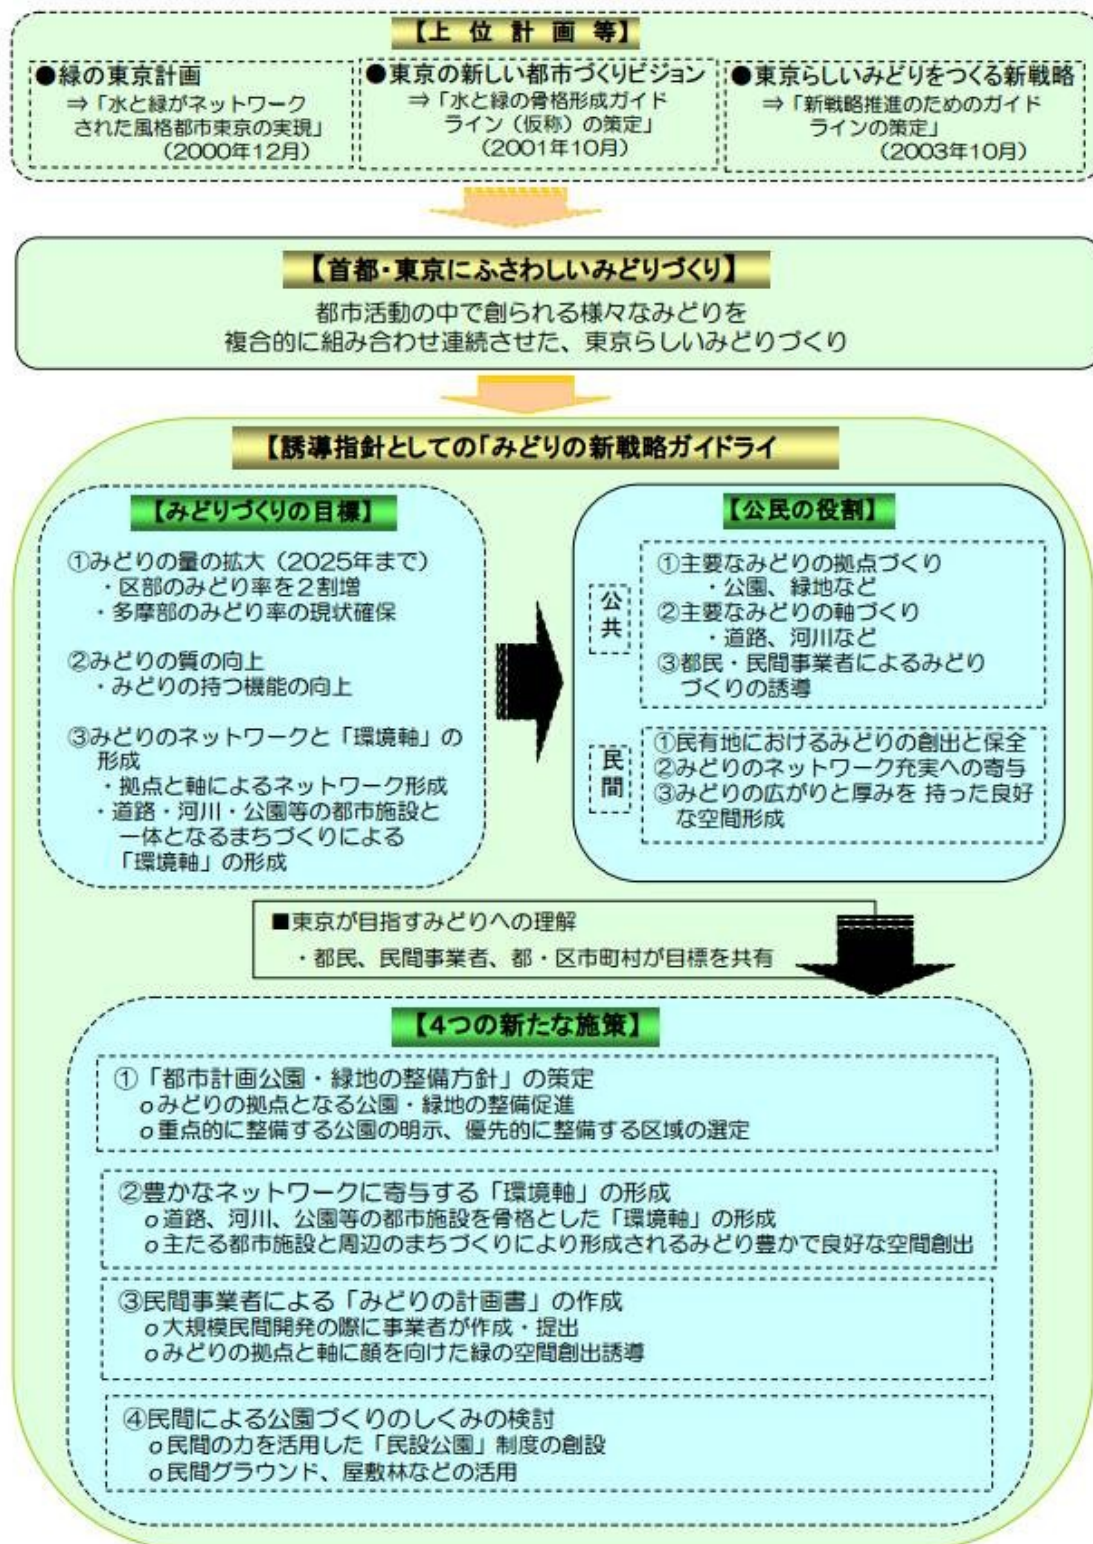 【上 位 計 画 等】
●緑の東京計画
⇒「水と緑がネットワーク
された風格都市東京の実現」
(2000年12月)
●東京の新しい都市づくりビジョン
⇒「水と緑の骨格形成ガイド
ライン(仮称)の策定」
(2001年10月)
●東京らしいみどりをつくる新戦略
⇒「新戦略推進のためのガイド
ラインの策定」
(2003年10月)
【首都・東京にふさわしいみどりづくり】
都市活動の中で創られる様々なみどりを
複合的に組み合わせ連続させた、東京らしいみどりづくり
【誘導指針としての「みどりの新戦略ガイドライ
【みどりづくりの目標】
①みどりの量の拡大(2025年まで)
・区部のみどり率を2割増
・多摩部のみどり率の現状確保
②みどりの質の向上
・みどりの持つ機能の向上
③みどりのネットワークと「環境軸」の
形成
・拠点と軸によるネットワーク形成
・道路・河川・公園等の都市施設と
一体となるまちづくりによる
「環境軸」の形成
【公民の役割】
公共
①主要なみどりの拠点づくり
・公園、緑地など
②主要なみどりの軸づくり
・道路、河川など
③都民・民間事業者によるみどり
づくりの誘導
民間
①民有地におけるみどりの創出と保全
②みどりのネットワーク充実への寄与
③みどりの広がりと厚みを 持った良好
な空間形成
■東京が目指すみどりへの理解
・都民、民間事業者、都・区市町村が目標を共有
【4つの新たな施策】
①「都市計画公園・緑地の整備方針」の策定
oみどりの拠点となる公園・緑地の整備促進
o重点的に整備する公園の明示、優先的に整備する区域の選定
②豊かなネットワークに寄与する「環境軸」の形成
o道路、河川、公園等の都市施設を骨格とした「環境軸」の形成
o主たる都市施設と周辺のまちづくりにより形成されるみどり豊かで良好な空間創出
③民間事業者による「みどりの計画書」の作成
o大規模民間開発の際に事業者が作成・提出
oみどりの拠点と軸に顔を向けた緑の空間創出誘導
④民間による公園づくりのしくみの検討
o民間の力を活用した「民設公園」制度の創設
o民間グラウンド、屋敷林などの活用